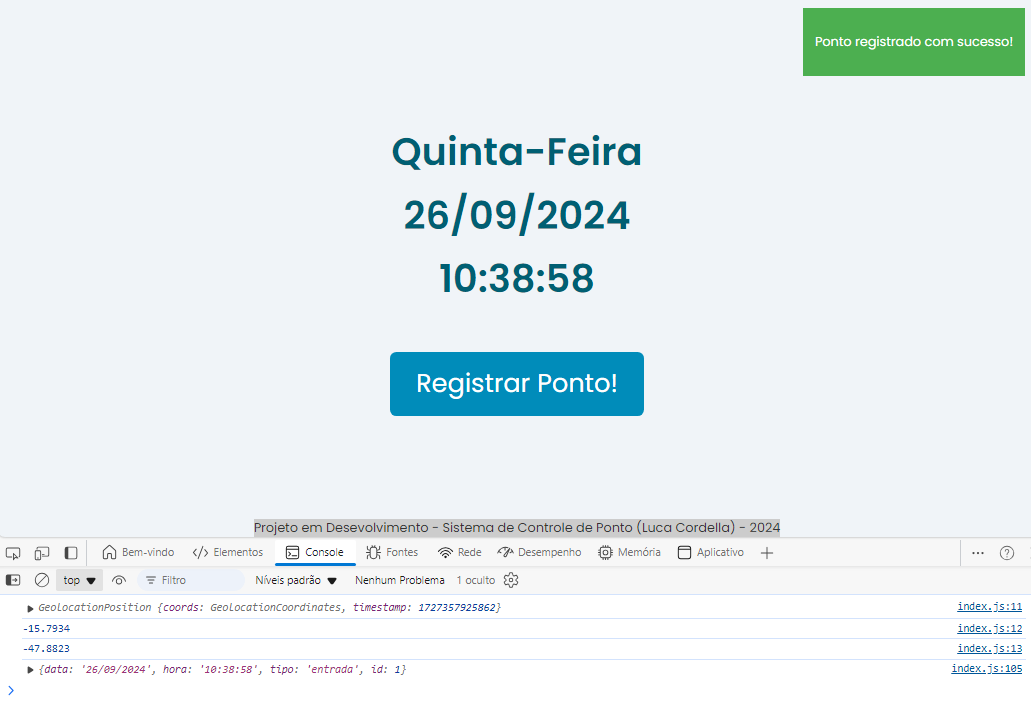 Ponto registrado com sucesso!
Quinta-Feira
26/09/2024
10:38:58
Registrar Ponto!
Projeto em Desevolvimento - Sistema de Controle de Ponto (Luca Cordella) - 2024
Bem-vindo Elementos Console Fontes Rede Desempenho Memória Aplicativo
top Filtro Níveis padrão Nenhum Problema 1 oculto
GeolocationPosition {coords: GeolocationCoordinates, timestamp: 1727357925862} index.js:11
-15.7934 index.js:12
-47.8823 index.js:13
{data: '26/09/2024', hora: '10:38:58', tipo: 'entrada', id: 1} index.js:105